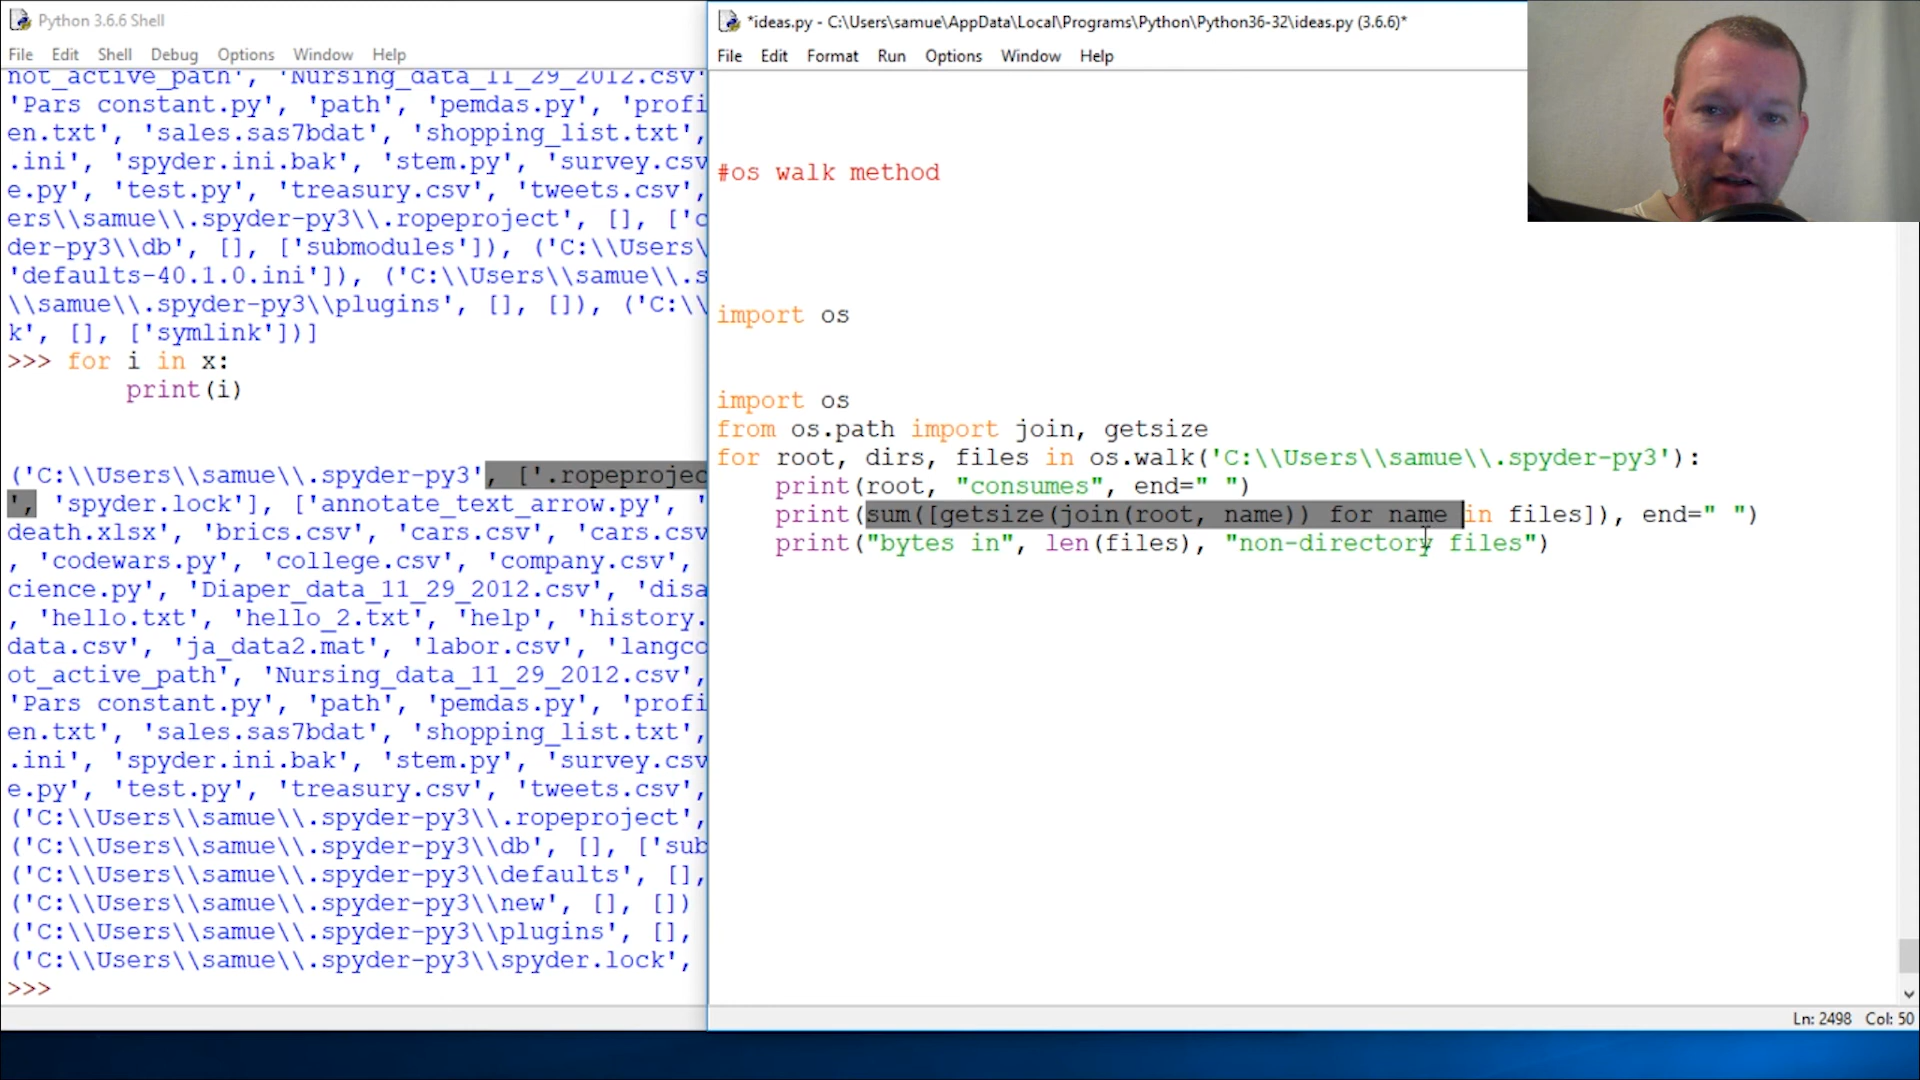 Python 3.6.6 Shell
File Edit Shell Debug Options Window Help
not_active_path', 'Nursing_data_11_29_2012.csv'
'Pars constant.py', 'path', 'pemdas.py', 'profi
en.txt', 'sales.sas7bdat', 'shopping_list.txt',
.ini', 'spyder.ini.bak', 'stem.py', 'survey.csv
e.py', 'test.py', 'treasury.csv', 'tweets.csv',
ers\\samue\\.spyder-py3\\.ropeproject', [], ['c
der-py3\\db', [], ['submodules']), ('C:\\Users\
'defaults-40.1.0.ini']), ('C:\\Users\\samue\\.s
\\samue\\.spyder-py3\\plugins', [], []), ('C:\\
k', [], ['symlink'])]
>>> for i in x:
print(i)
('C:\\Users\\samue\\.spyder-py3', ['.ropeprojec
', 'spyder.lock'], ['annotate_text_arrow.py', '
death.xlsx', 'brics.csv', 'cars.csv', 'cars.csv
, 'codewars.py', 'college.csv', 'company.csv',
cience.py', 'Diaper_data_11_29_2012.csv', 'disa
, 'hello.txt', 'hello_2.txt', 'help', 'history.
data.csv', 'ja_data2.mat', 'labor.csv', 'langco
ot_active_path', 'Nursing_data_11_29_2012.csv',
'Pars constant.py', 'path', 'pemdas.py', 'profi
en.txt', 'sales.sas7bdat', 'shopping_list.txt',
.ini', 'spyder.ini.bak', 'stem.py', 'survey.csv
e.py', 'test.py', 'treasury.csv', 'tweets.csv',
('C:\\Users\\samue\\.spyder-py3\\.ropeproject',
('C:\\Users\\samue\\.spyder-py3\\db', [], ['sub
('C:\\Users\\samue\\.spyder-py3\\defaults', [],
('C:\\Users\\samue\\.spyder-py3\\new', [], [])
('C:\\Users\\samue\\.spyder-py3\\plugins', [],
('C:\\Users\\samue\\.spyder-py3\\spyder.lock',
>>>
*ideas.py - C:\Users\samue\AppData\Local\Programs\Python\Python36-32\ideas.py (3.6.6)*
File Edit Format Run Options Window Help
#os walk method
import os
import os
from os.path import join, getsize
for root, dirs, files in os.walk('C:\\Users\\samue\\.spyder-py3'):
print(root, "consumes", end=" ")
print(sum([getsize(join(root, name)) for name in files]), end=" ")
print("bytes in", len(files), "non-directory files")
Ln: 2498 Col: 50